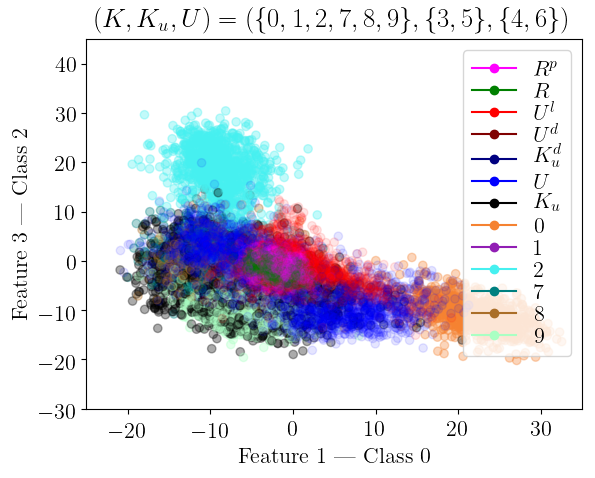 (K, K_u, U) = ({0, 1, 2, 7, 8, 9}, {3, 5}, {4, 6})
40
30
20
10
0
−10
−20
−30
Feature 3 — Class 2
R^p
R
U^l
U^d
K_u^d
U
K_u
0
1
2
7
8
9
−20
−10
0
10
20
30
Feature 1 — Class 0